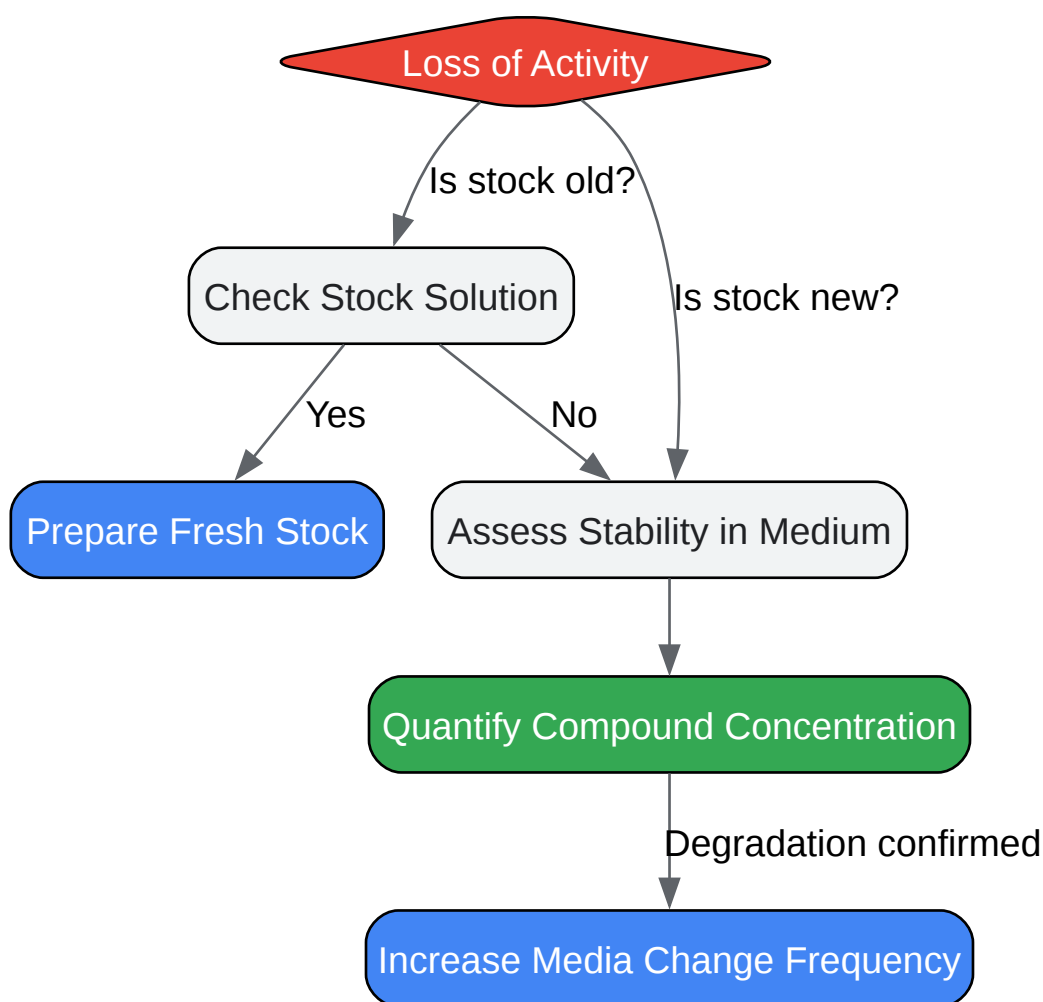 Loss of Activity
Is stock old?
Check Stock Solution
Is stock new?
Yes
No
Prepare Fresh Stock
Assess Stability in Medium
Quantify Compound Concentration
Degradation confirmed
Increase Media Change Frequency